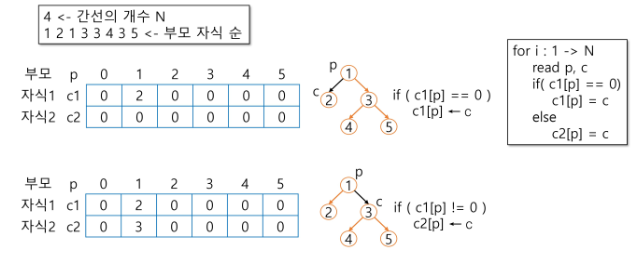 4 <- 간선의 개수 N
1 2 1 3 3 4 3 5 <- 부모 자식 순
부모 p 0 1 2 3 4 5
자식1 c1 0 2 0 0 0 0
자식2 c2 0 0 0 0 0 0
p
1
c
2
3
4
5
if ( c1[p] == 0 )
c1[p] ← c
for i : 1 -> N
read p, c
if( c1[p] == 0)
c1[p] = c
else
c2[p] = c
부모 p 0 1 2 3 4 5
자식1 c1 0 2 0 0 0 0
자식2 c2 0 3 0 0 0 0
p
1
c
2
3
4
5
if ( c1[p] != 0 )
c2[p] ← c